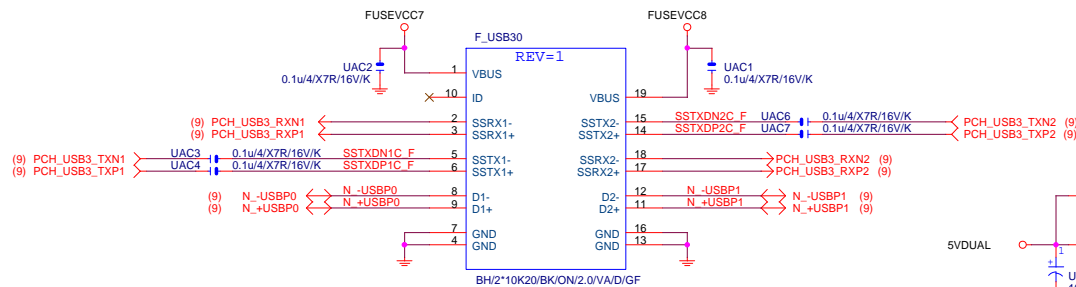 FUSEVCC7
FUSEVCC8
F_USB30
REV=1
UAC2
0.1u/4/X7R/16V/K
UAC1
0.1u/4/X7R/16V/K
1 VBUS
10 ID
VBUS 19
(9) PCH_USB3_RXN1 2 SSRX1-
(9) PCH_USB3_RXP1 3 SSRX1+
SSTX2- 15 SSTXDN2C_F UAC6 0.1u/4/X7R/16V/K PCH_USB3_TXN2 (9)
SSTX2+ 14 SSTXDP2C_F UAC7 0.1u/4/X7R/16V/K PCH_USB3_TXP2 (9)
(9) PCH_USB3_TXN1 UAC3 0.1u/4/X7R/16V/K SSTXDN1C_F 5 SSTX1-
(9) PCH_USB3_TXP1 UAC4 0.1u/4/X7R/16V/K SSTXDP1C_F 6 SSTX1+
SSRX2- 18 PCH_USB3_RXN2 (9)
SSRX2+ 17 PCH_USB3_RXP2 (9)
(9) N_-USBP0 N_-USBP0 8 D1-
(9) N_+USBP0 N_+USBP0 9 D1+
D2- 12 N_-USBP1 N_-USBP1 (9)
D2+ 11 N_+USBP1 N_+USBP1 (9)
7 GND
4 GND
GND 16
GND 13
BH/2*10K20/BK/ON/2.0/VA/D/GF
5VDUAL
1
+